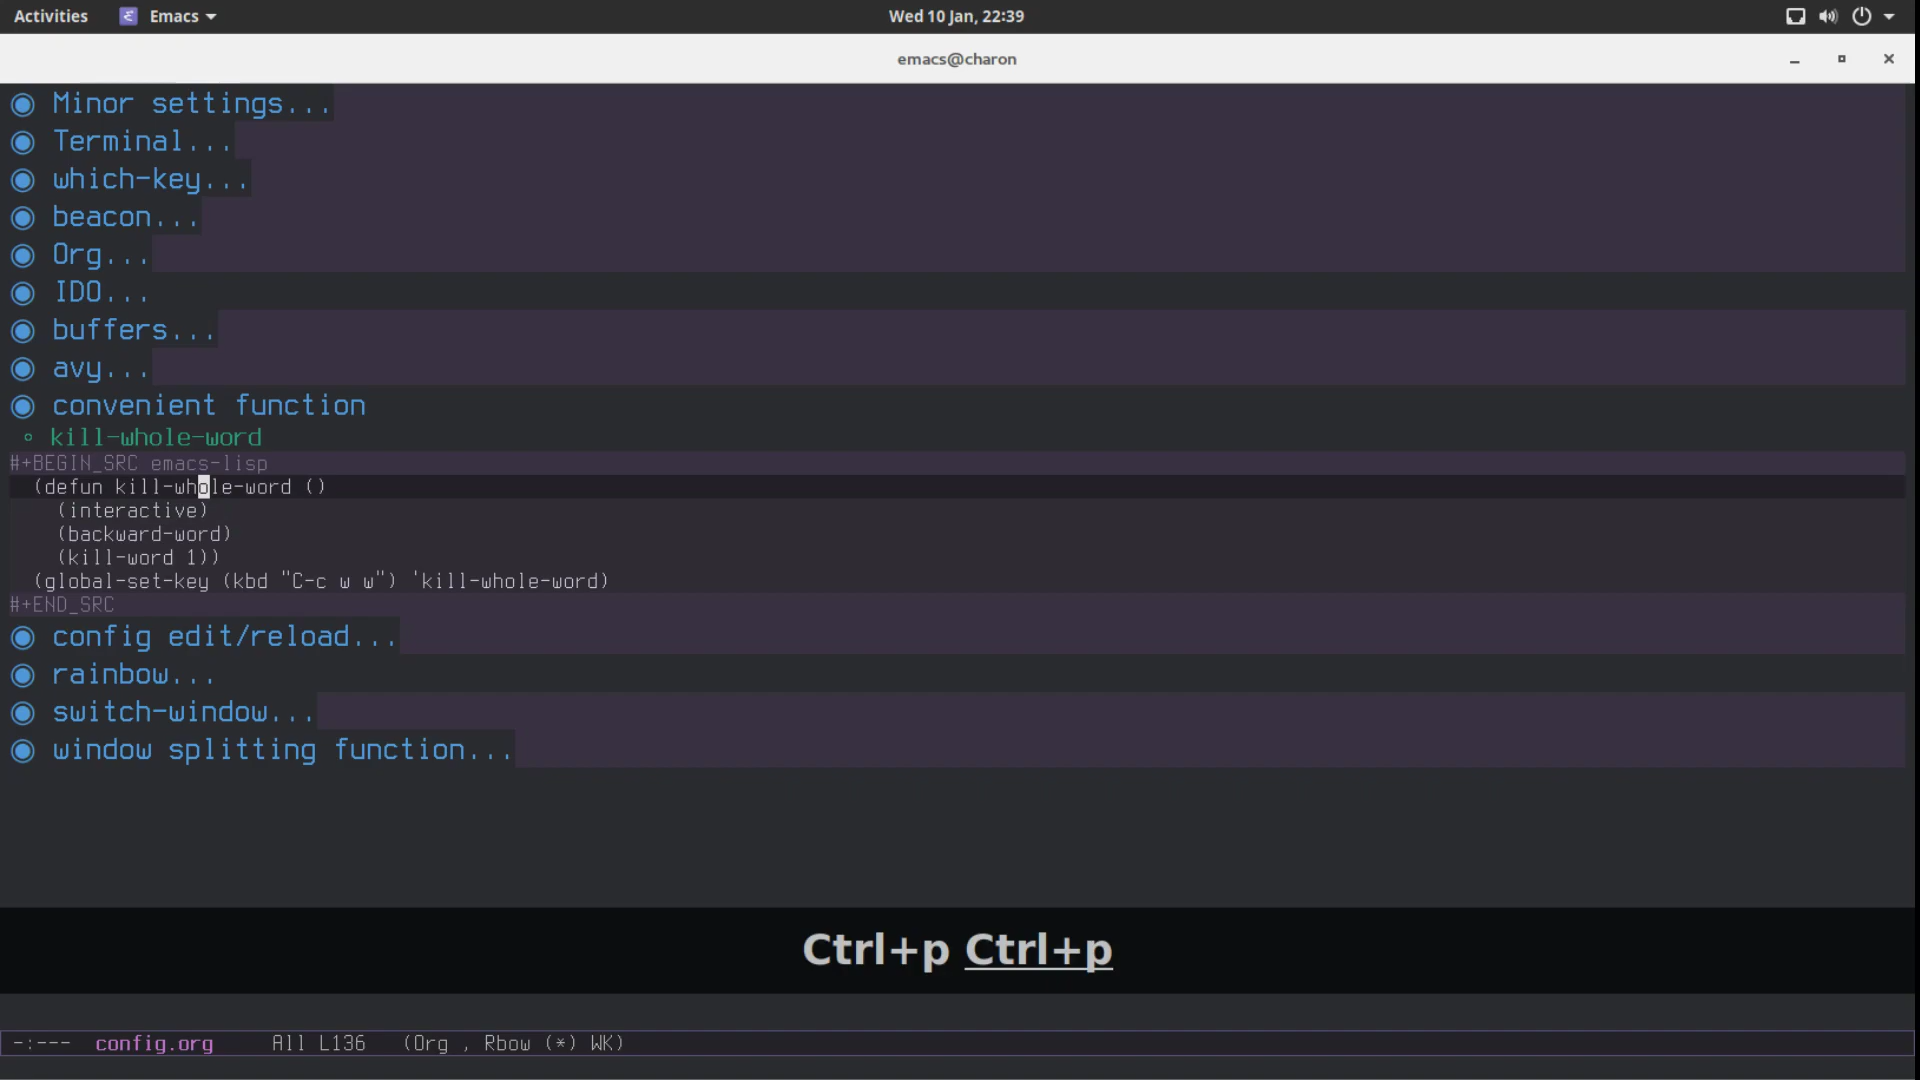 Activities Emacs Wed 10 Jan, 22:39
emacs@charon
Minor settings...
Terminal...
which-key...
beacon...
Org...
IDO...
buffers...
avy...
convenient function
kill-whole-word
#+BEGIN_SRC emacs-lisp
(defun kill-whole-word ()
(interactive)
(backward-word)
(kill-word 1))
(global-set-key (kbd "C-c w w") 'kill-whole-word)
#+END_SRC
config edit/reload...
rainbow...
switch-window...
window splitting function...
Ctrl+p Ctrl+p
-:--- config.org All L136 (Org , Rbow (*) WK)